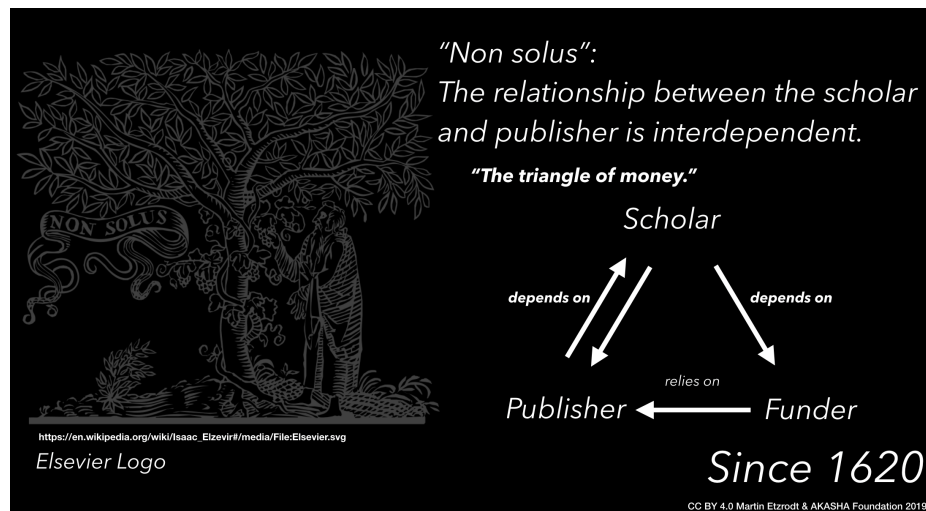 "Non solus":
The relationship between the scholar
and publisher is interdependent.
"The triangle of money."
NON SOLUS
Scholar
depends on
depends on
relies on
Publisher
Funder
https://en.wikipedia.org/wiki/Isaac_Elzevir#/media/File:Elsevier.svg
Elsevier Logo
Since 1620
CC BY 4.0 Martin Etzrodt & AKASHA Foundation 2019